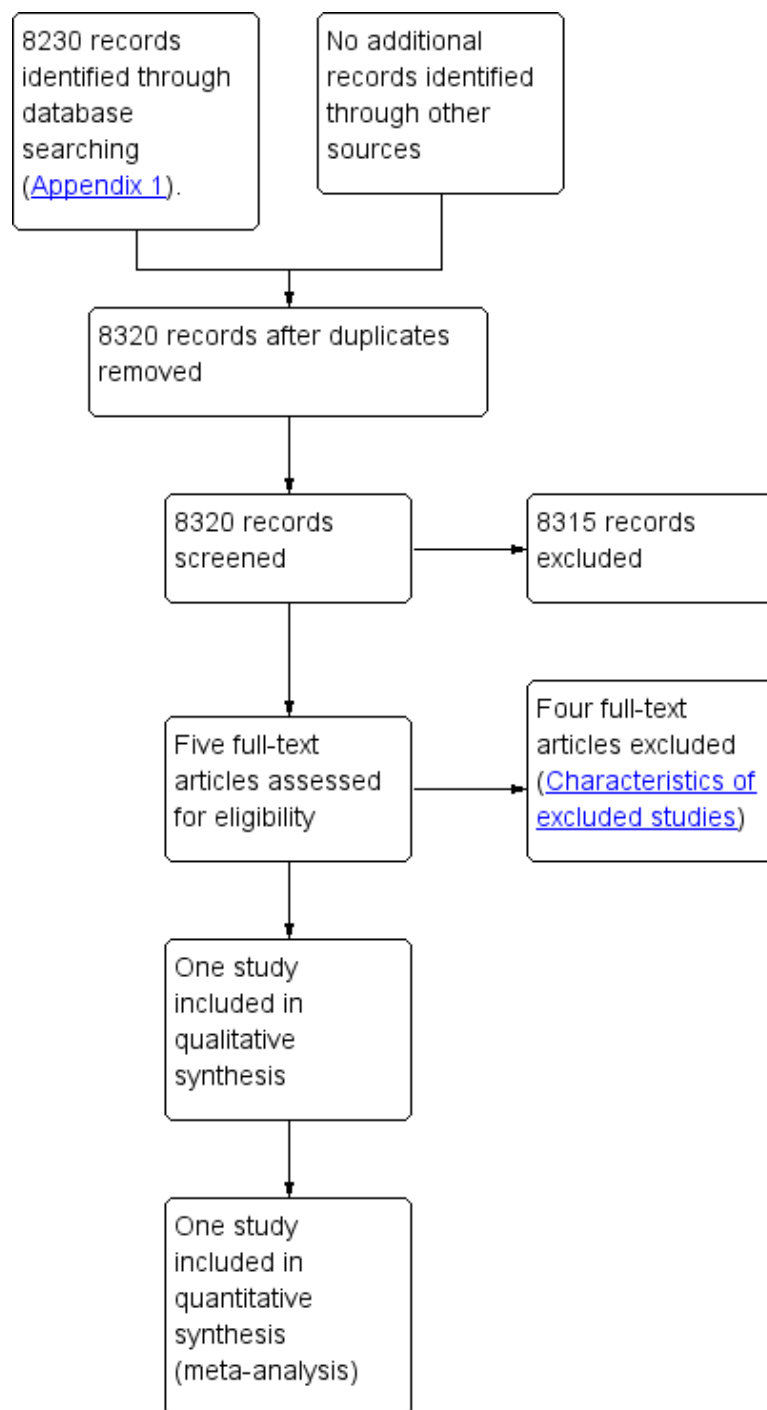 8230 records
identified through
database
searching
(Appendix 1).
No additional
records identified
through other
sources
8320 records after duplicates
removed
8320 records
screened
8315 records
excluded
Five full-text
articles assessed
for eligibility
Four full-text
articles excluded
(Characteristics of
excluded studies)
One study
included in
qualitative
synthesis
One study
included in
quantitative
synthesis
(meta-analysis)